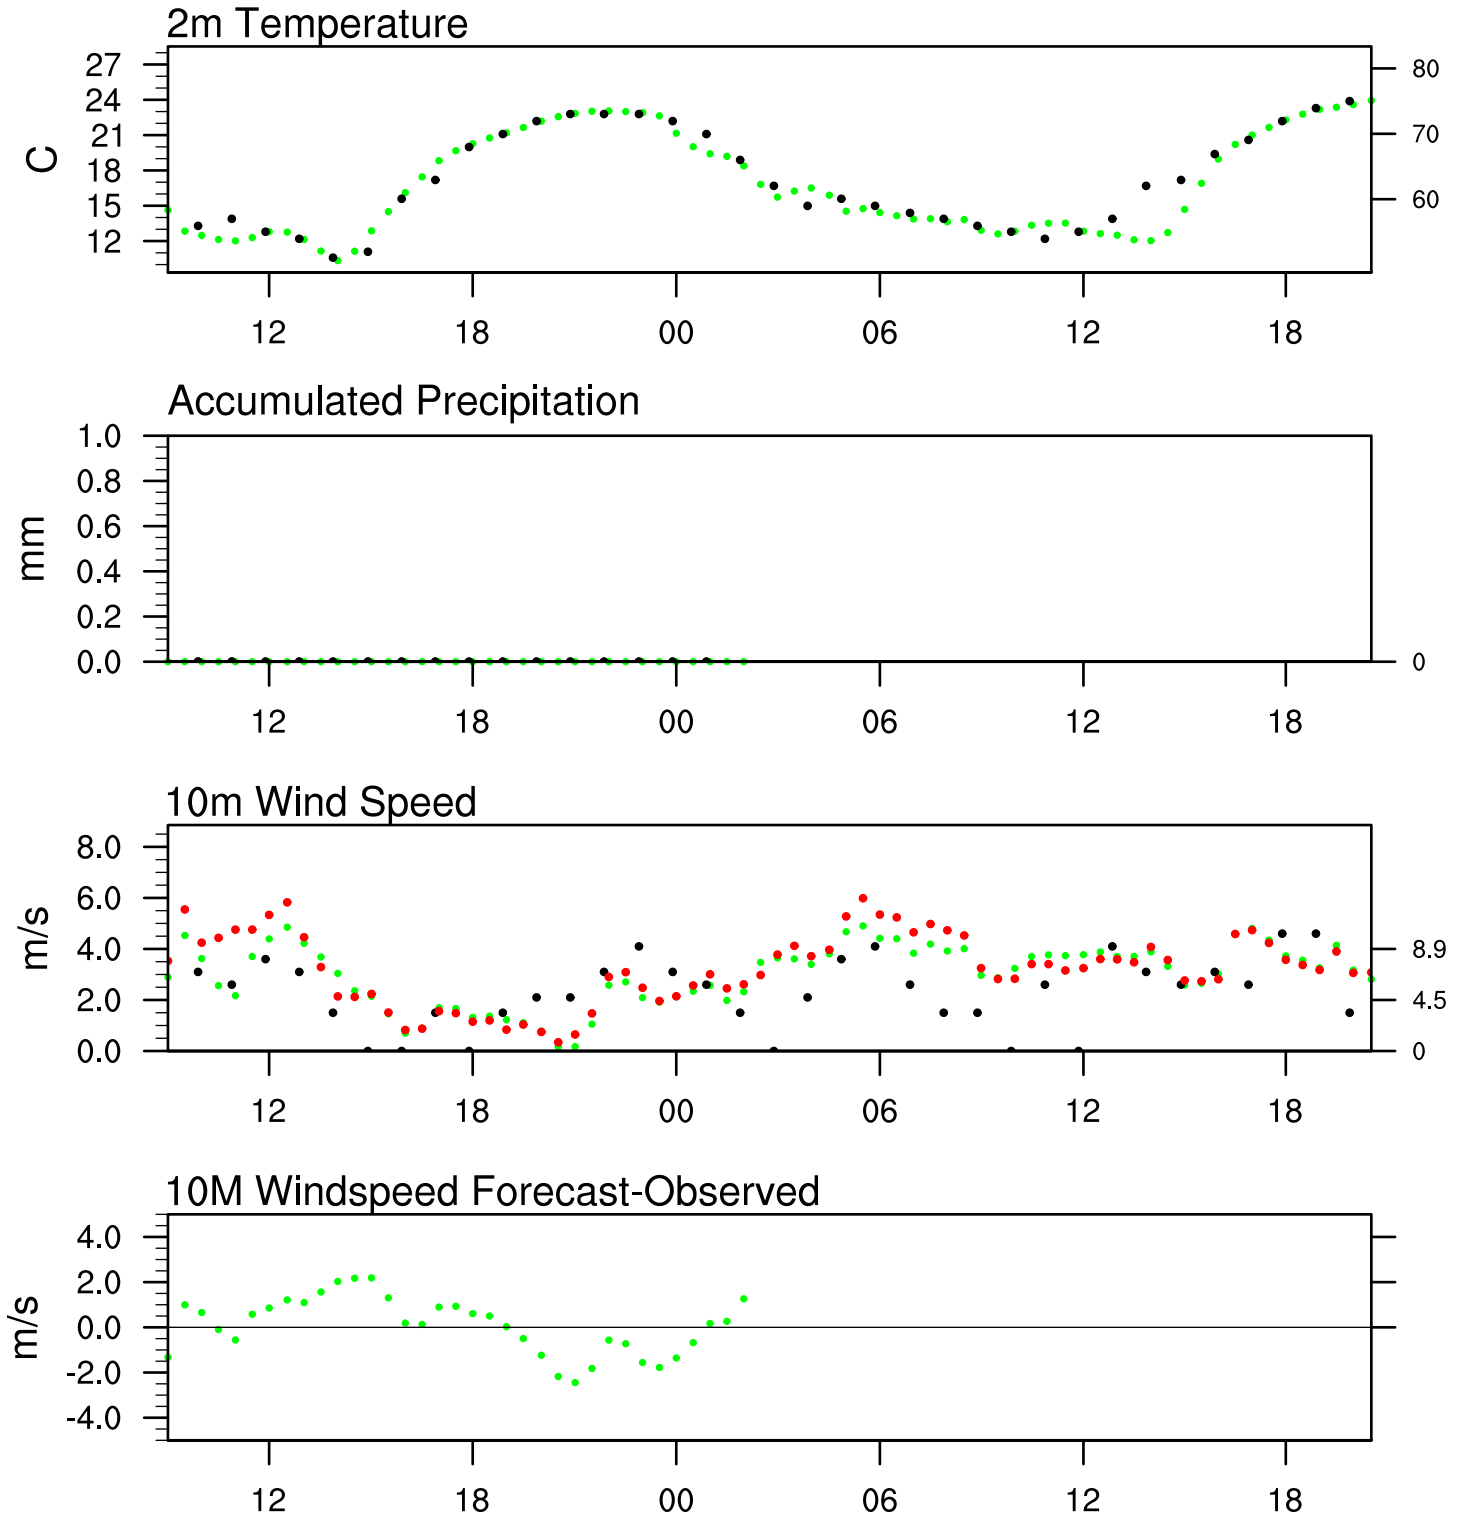 2m Temperature
27
24
21
18
15
12
C
80
70
60
12 18 00 06 12 18
Accumulated Precipitation
1.0
0.8
0.6
0.4
0.2
0.0
mm
0
12 18 00 06 12 18
10m Wind Speed
8.0
6.0
4.0
2.0
0.0
m/s
8.9
4.5
0
12 18 00 06 12 18
10M Windspeed Forecast-Observed
4.0
2.0
0.0
-2.0
-4.0
m/s
12 18 00 06 12 18